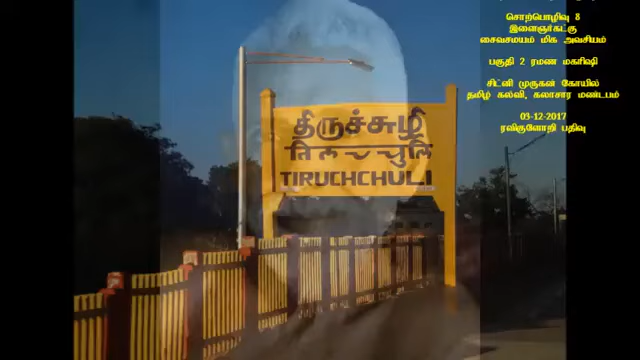 சொற்பொழிவு 8
இளைஞர்கட்கு
சைவசமயம் மிக அவசியம்
பகுதி 2 ரமண மகரிஷி
சிட்னி முருகன் கோயில்
தமிழ் கல்வி, கலாசார மண்டபம்
03-12-2017
ரவிகுளோறி பதிவு
திருச்சுழி
TIRUCHCHULI